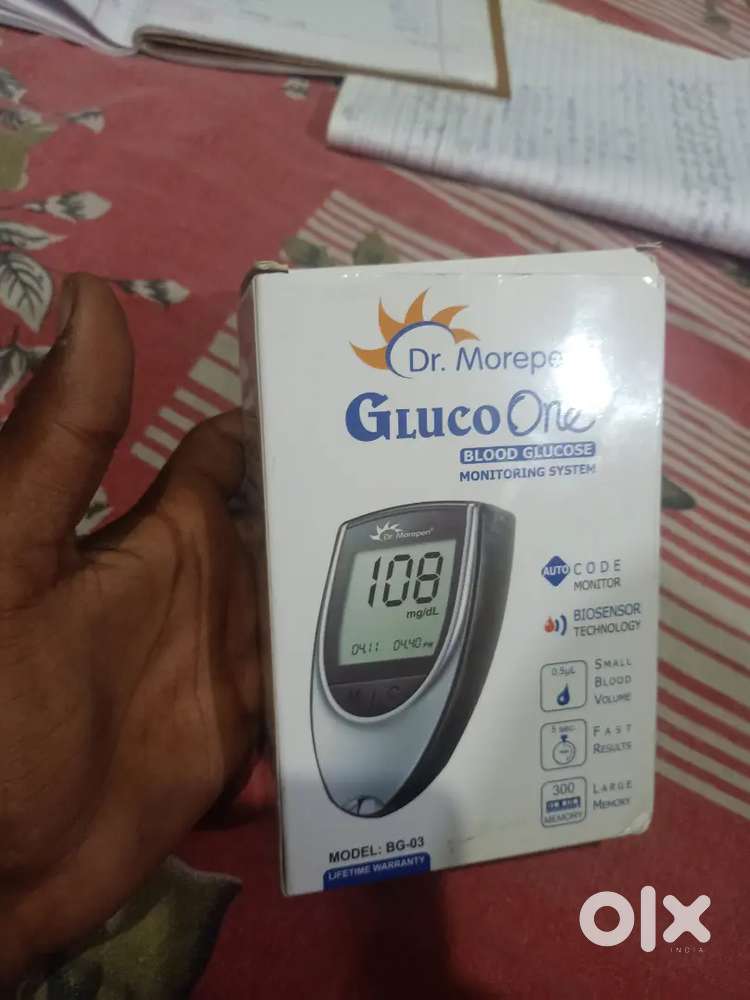 Dr. Morepen
GLUCO One
BLOOD GLUCOSE
MONITORING SYSTEM
Dr. Morepen®
108
mg/dL
04.11 04.40 PM
M C
AUTO CODE
MONITOR
BIOSENSOR
TECHNOLOGY
0.5µL
SMALL
BLOOD
VOLUME
5 SEC
FAST
RESULTS
300
MEMORY
LARGE
MEMORY
MODEL: BG-03
LIFETIME WARRANTY
olx
INDIA